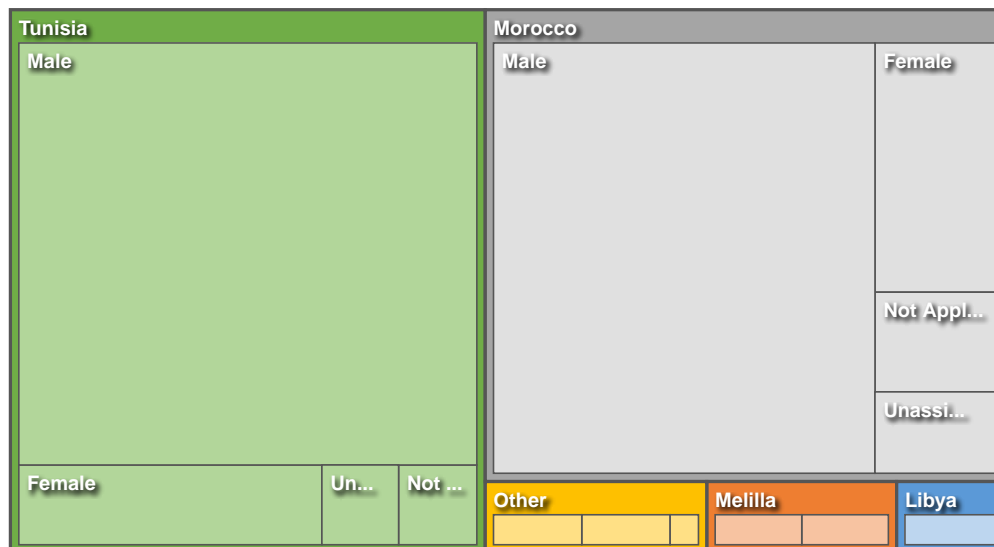 Tunisia
Male
Female
Un...
Not ...
Morocco
Male
Female
Not Appl...
Unassi...
Other
Melilla
Libya